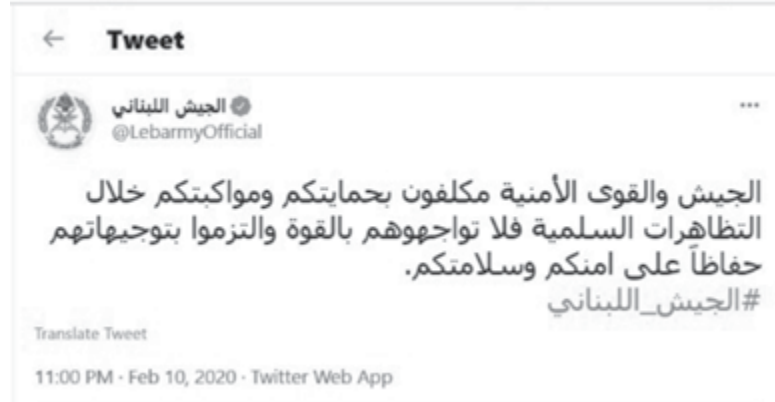 ← Tweet
الجيش اللبناني
@LebarmyOfficial
...
الجيش والقوى الأمنية مكلفون بحمايتكم ومواكبتكم خلال
التظاهرات السلمية فلا تواجهوهم بالقوة والتزموا بتوجيهاتهم
حفاظاً على امنكم وسلامتكم.
#الجيش_اللبناني
Translate Tweet
11:00 PM · Feb 10, 2020 · Twitter Web App